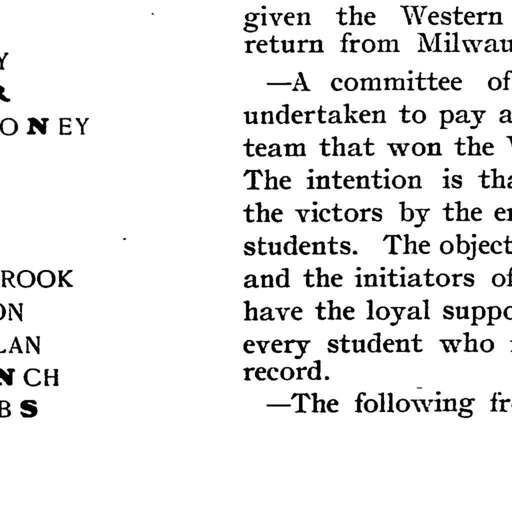 Y
R
ONEY
ROOK
ON
LAN
NCH
BS
given the Western
return from Milwau
—A committee of
undertaken to pay a
team that won the
The intention is tha
the victors by the e
students. The object
and the initiators of
have the loyal suppo
every student who
record.
—The following fr